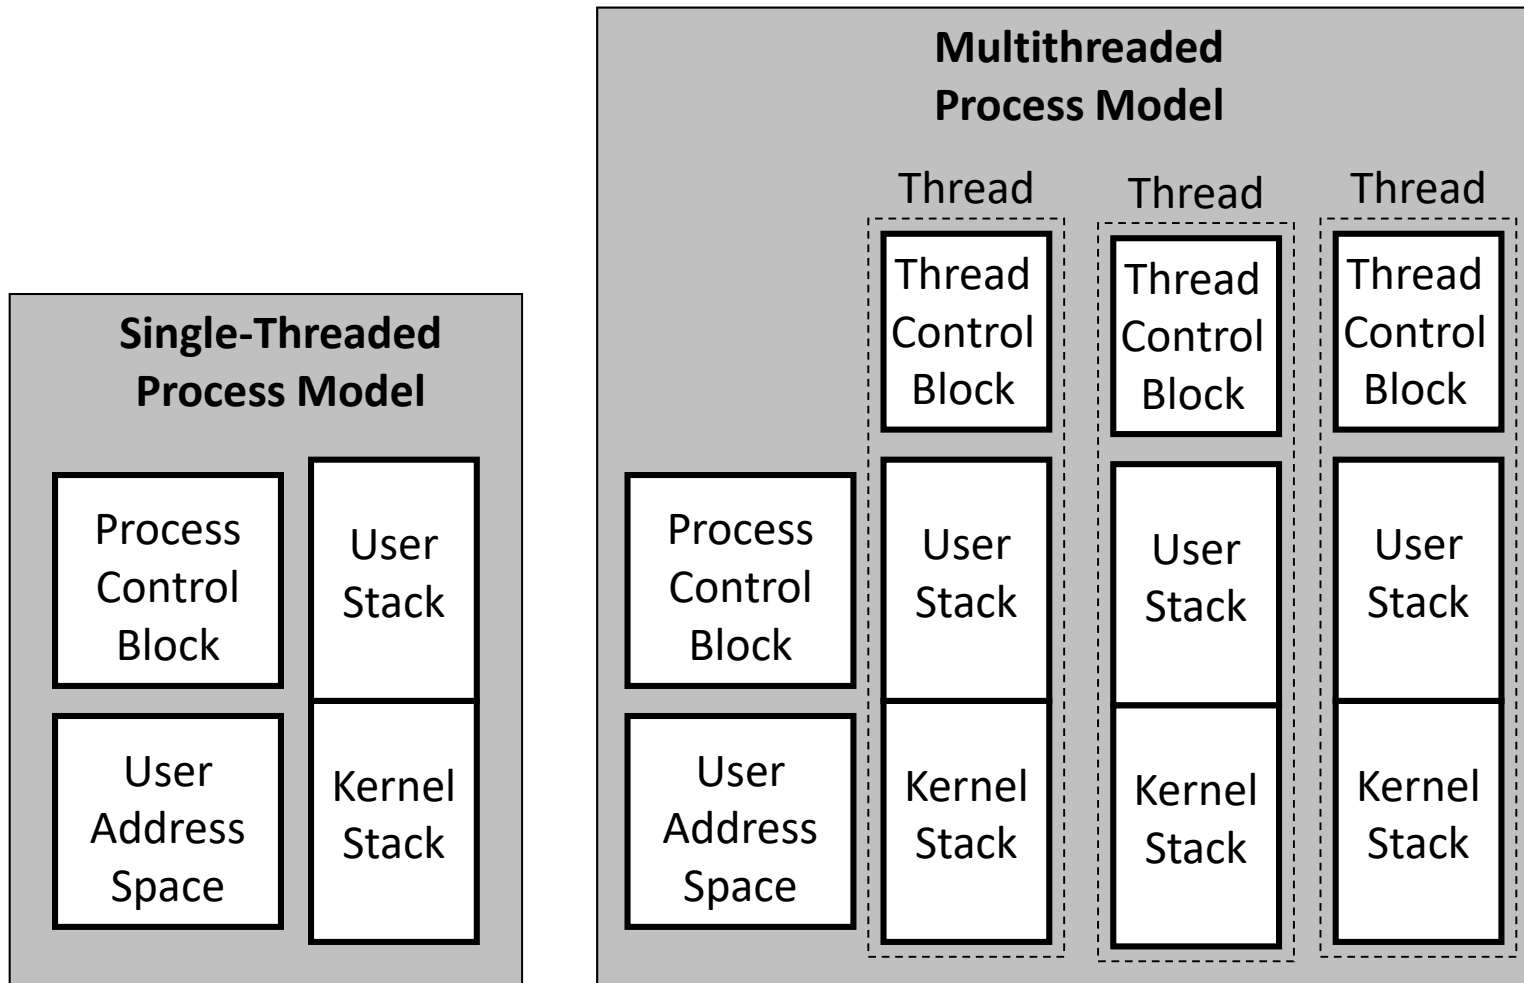 Single-Threaded
Process Model
Process
Control
Block
User
Stack
User
Address
Space
Kernel
Stack
Multithreaded
Process Model
Thread
Thread
Thread
Thread
Control
Block
Thread
Control
Block
Thread
Control
Block
Process
Control
Block
User
Stack
User
Stack
User
Stack
User
Address
Space
Kernel
Stack
Kernel
Stack
Kernel
Stack